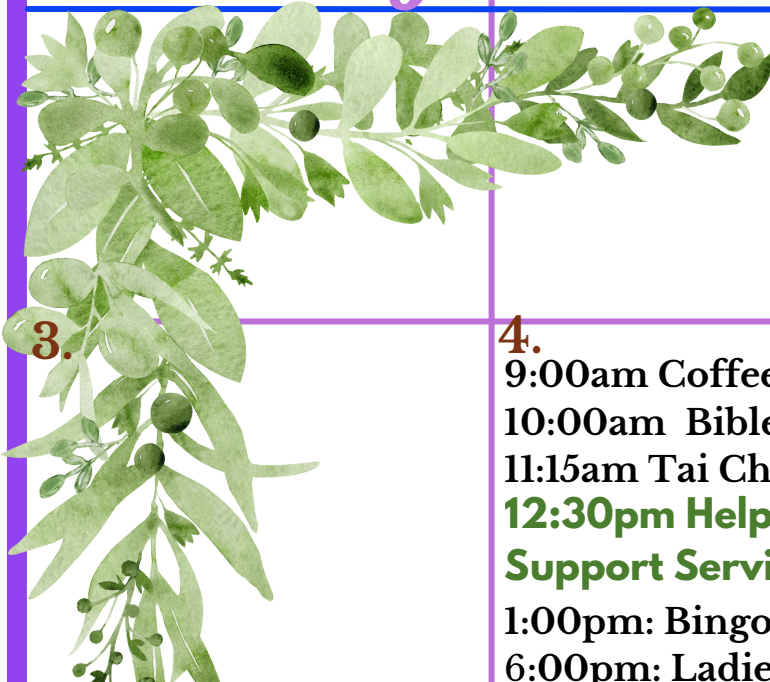 3.
4.
9:00am Coffee
10:00am Bible
11:15am Tai Ch
12:30pm Help
Support Servi
1:00pm: Bingo
6:00pm: Ladie